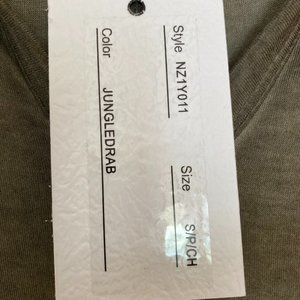 Style NZ1Y011 Size S/P/CH
Color JUNGLEDRAB